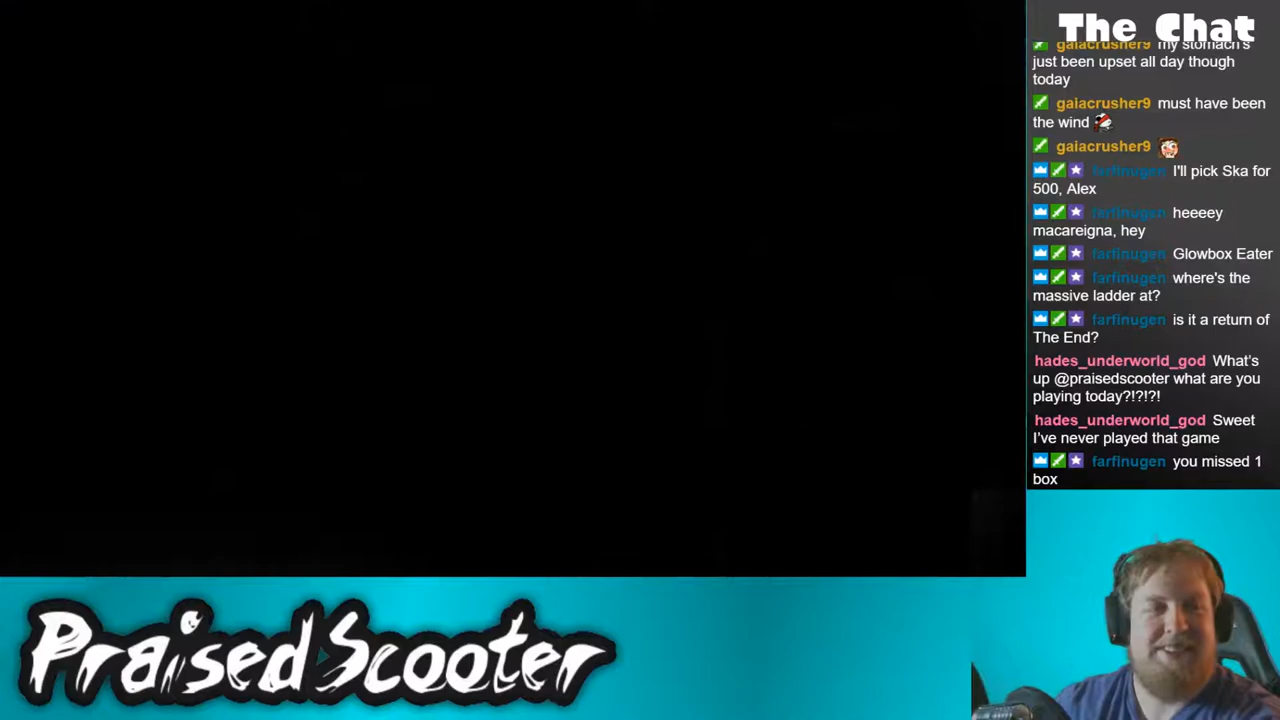 The Chat
gaiacrusher9 my stomach's
just been upset all day though
today
gaiacrusher9 must have been
the wind
gaiacrusher9
farfinugen I'll pick Ska for
500, Alex
farfinugen heeeey
macareigna, hey
farfinugen Glowbox Eater
farfinugen where's the
massive ladder at?
farfinugen is it a return of
The End?
hades_underworld_god What's
up @praisedscooter what are you
playing today?!?!?!
hades_underworld_god Sweet
I've never played that game
farfinugen you missed 1
box
PraisedScooter